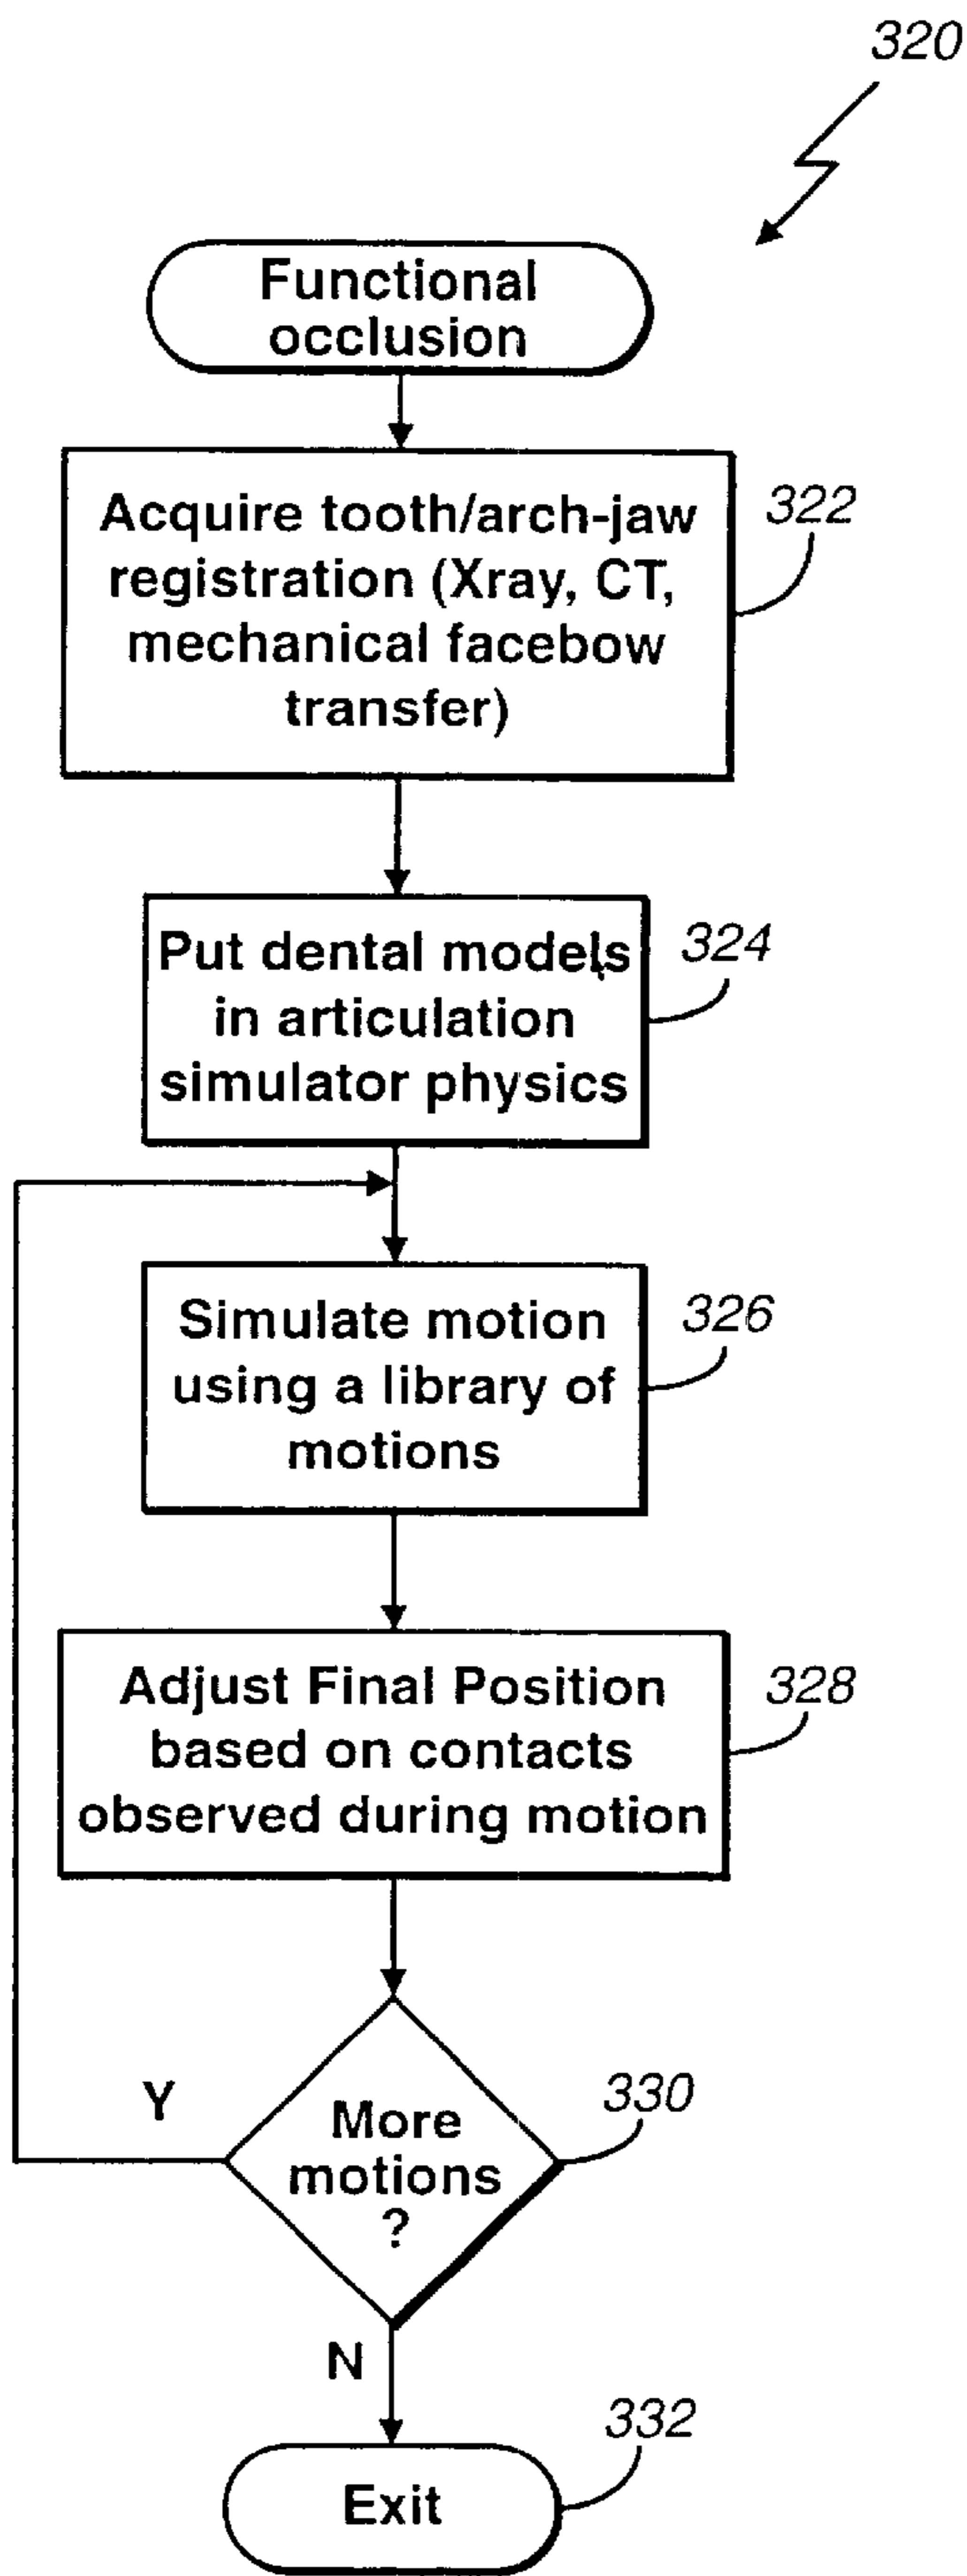 320
Functional
occlusion
Acquire tooth/arch-jaw
registration (Xray, CT,
mechanical facebow
transfer)
322
Put dental models
in articulation
simulator physics
324
Simulate motion
using a library of
motions
326
Adjust Final Position
based on contacts
observed during motion
328
Y
More
motions
?
330
N
Exit
332